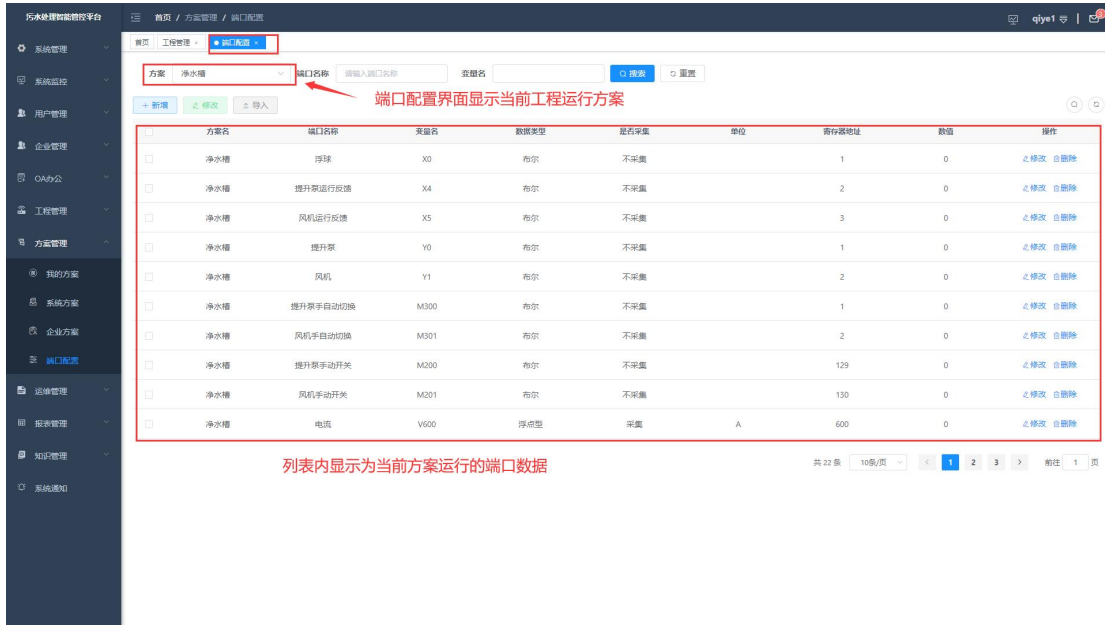 污水处理智能管控平台
首页 / 方案管理 / 端口配置
qiye1
系统管理
首页 工程管理 × 端口配置 ×
系统监控
方案 净水槽 端口名称 请输入端口名称 变量名 搜索 重置
端口配置界面显示当前工程运行方案
用户管理
+ 新增 修改 导入
企业管理
方案名 端口名称 变量名 数据类型 是否采集 单位 寄存器地址 数值 操作
净水槽 浮球 X0 布尔 不采集 1 0 修改 删除
OA办公
净水槽 提升泵运行反馈 X4 布尔 不采集 2 0 修改 删除
工程管理
净水槽 风机运行反馈 X5 布尔 不采集 3 0 修改 删除
方案管理
净水槽 提升泵 Y0 布尔 不采集 1 0 修改 删除
我的方案
净水槽 风机 Y1 布尔 不采集 2 0 修改 删除
系统方案
净水槽 提升泵手自动切换 M300 布尔 不采集 1 0 修改 删除
企业方案
净水槽 风机手自动切换 M301 布尔 不采集 2 0 修改 删除
端口配置
净水槽 提升泵手动开关 M200 布尔 不采集 129 0 修改 删除
运维管理
净水槽 风机手动开关 M201 布尔 不采集 130 0 修改 删除
报表管理
净水槽 电流 V600 浮点型 采集 A 600 0 修改 删除
知识管理
列表内显示为当前方案运行的端口数据
共 22 条 10条/页 < 1 2 3 > 前往 1 页
系统通知